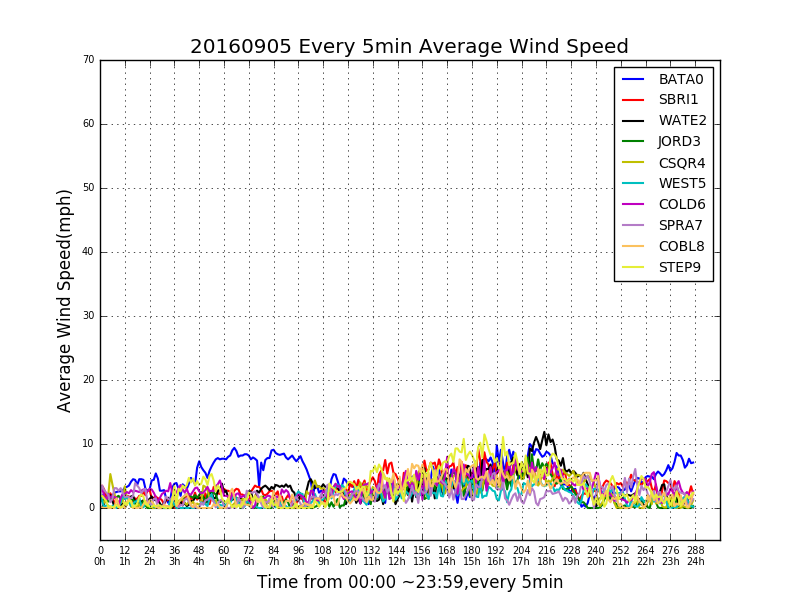 20160905 Every 5min Average Wind Speed
70
60
50
40
30
20
10
0
Average Wind Speed(mph)
BATA0
SBRI1
WATE2
JORD3
CSQR4
WEST5
COLD6
SPRA7
COBL8
STEP9
0 12 24 36 48 60 72 84 96 108 120 132 144 156 168 180 192 204 216 228 240 252 264 276 288
0h 1h 2h 3h 4h 5h 6h 7h 8h 9h 10h 11h 12h 13h 14h 15h 16h 17h 18h 19h 20h 21h 22h 23h 24h
Time from 00:00 ~23:59,every 5min